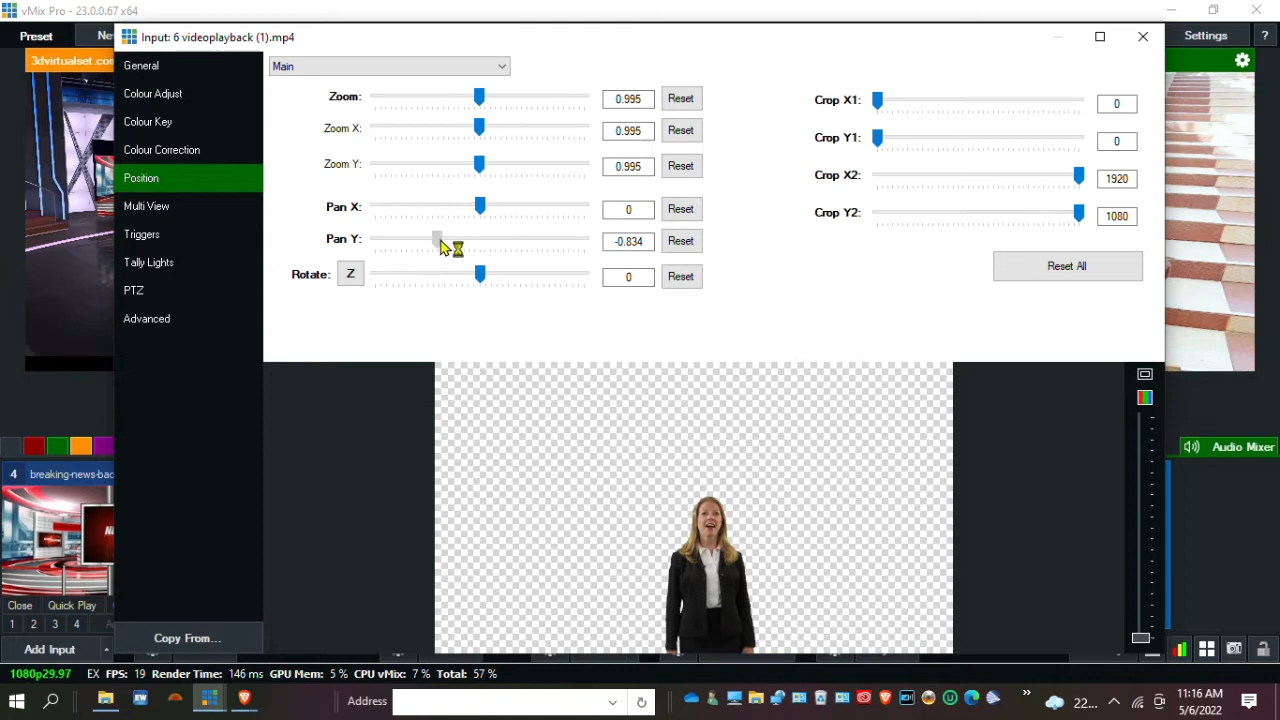 vMix Pro - 23.0.0.67 x64
Preset
Ne
Settings
?
3dvirtualset.com
Input: 6 videoplayback (1).mp4
General
Colour Adjust
Colour Key
Colour Correction
Position
Multi View
Triggers
Tally Lights
PTZ
Advanced
Copy From...
Main
Zoom: 0.995 Reset
Zoom X: 0.995 Reset
Zoom Y: 0.995 Reset
Pan X: 0 Reset
Pan Y: -0.834 Reset
Rotate: Z 0 Reset
Crop X1: 0
Crop Y1: 0
Crop X2: 1920
Crop Y2: 1080
Reset All
Audio Mixer
4 breaking-news-bac
Close Quick Play
1 2 3 4
Add Input
1080p29.97 EX FPS: 19 Render Time: 146 ms GPU Mem: 5 % CPU vMix: 7 % Total: 57 %
Address
22...
11:16 AM
5/6/2022